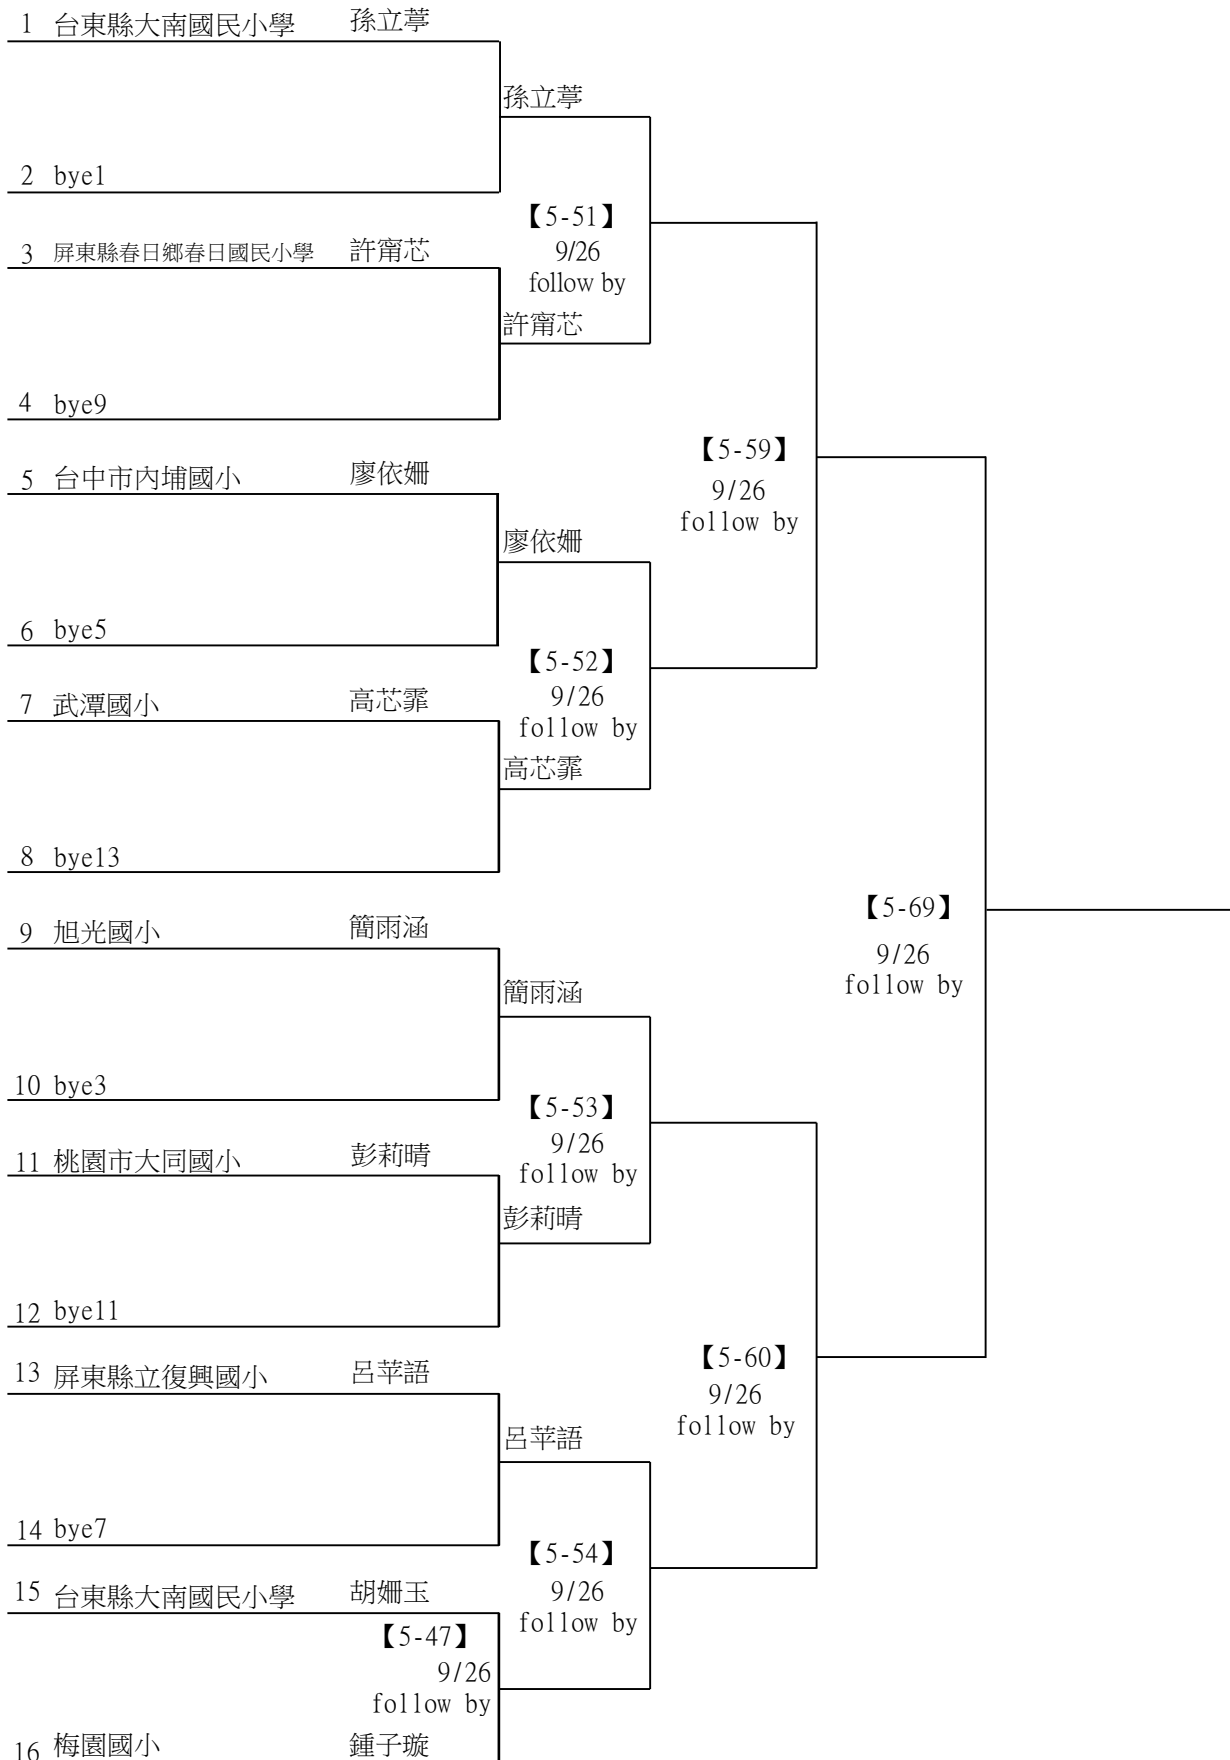 1 台東縣大南國民小學 孫立葶
孫立葶
2 bye1
【5-51】
9/26
follow by
3 屏東縣春日鄉春日國民小學 許甯芯
許甯芯
4 bye9
【5-59】
9/26
follow by
5 台中市內埔國小 廖依姍
廖依姍
6 bye5
【5-52】
9/26
follow by
7 武潭國小 高芯霏
高芯霏
8 bye13
【5-69】
9/26
follow by
9 旭光國小 簡雨涵
簡雨涵
10 bye3
【5-53】
9/26
follow by
11 桃園市大同國小 彭莉晴
彭莉晴
12 bye11
【5-60】
9/26
follow by
13 屏東縣立復興國小 呂苹語
呂苹語
14 bye7
【5-54】
9/26
follow by
15 台東縣大南國民小學 胡姍玉
【5-47】
9/26
follow by
16 梅園國小 鍾子璇